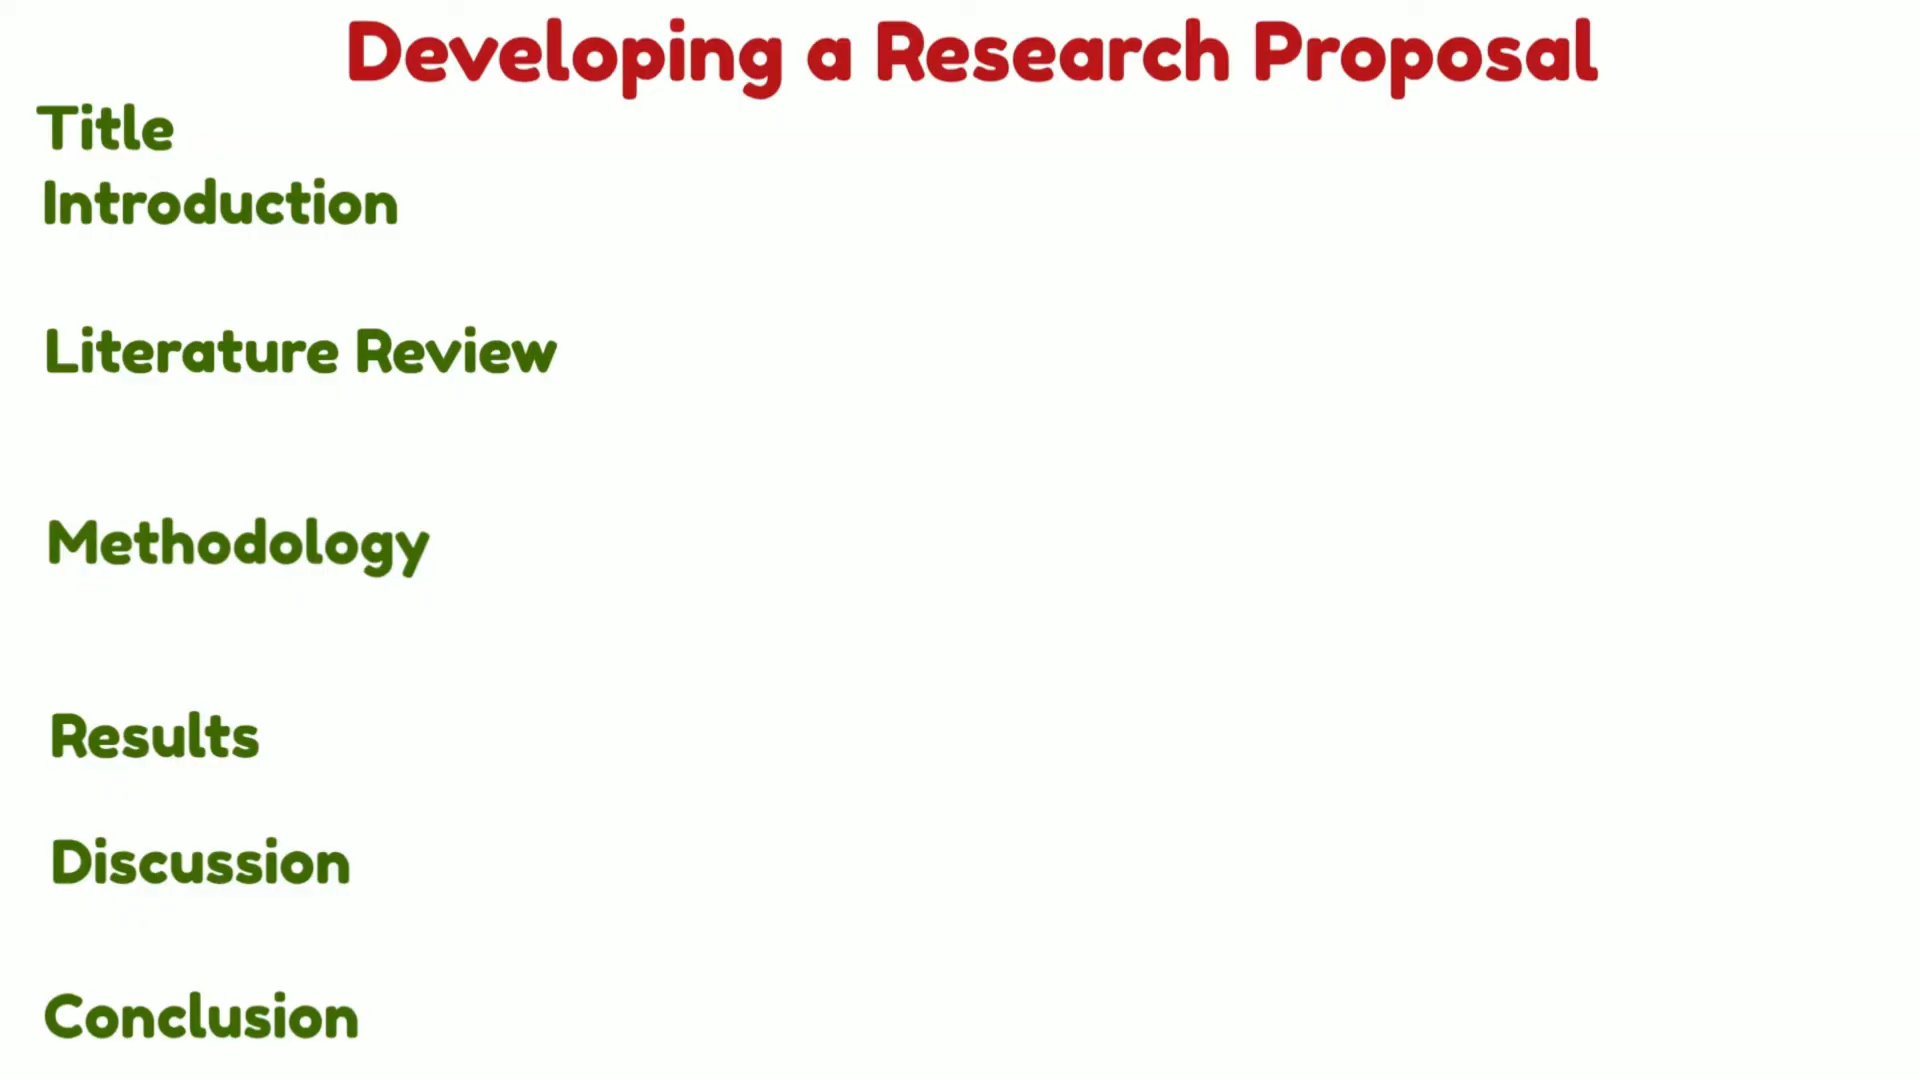 Developing a Research Proposal
Title
Introduction
Literature Review
Methodology
Results
Discussion
Conclusion